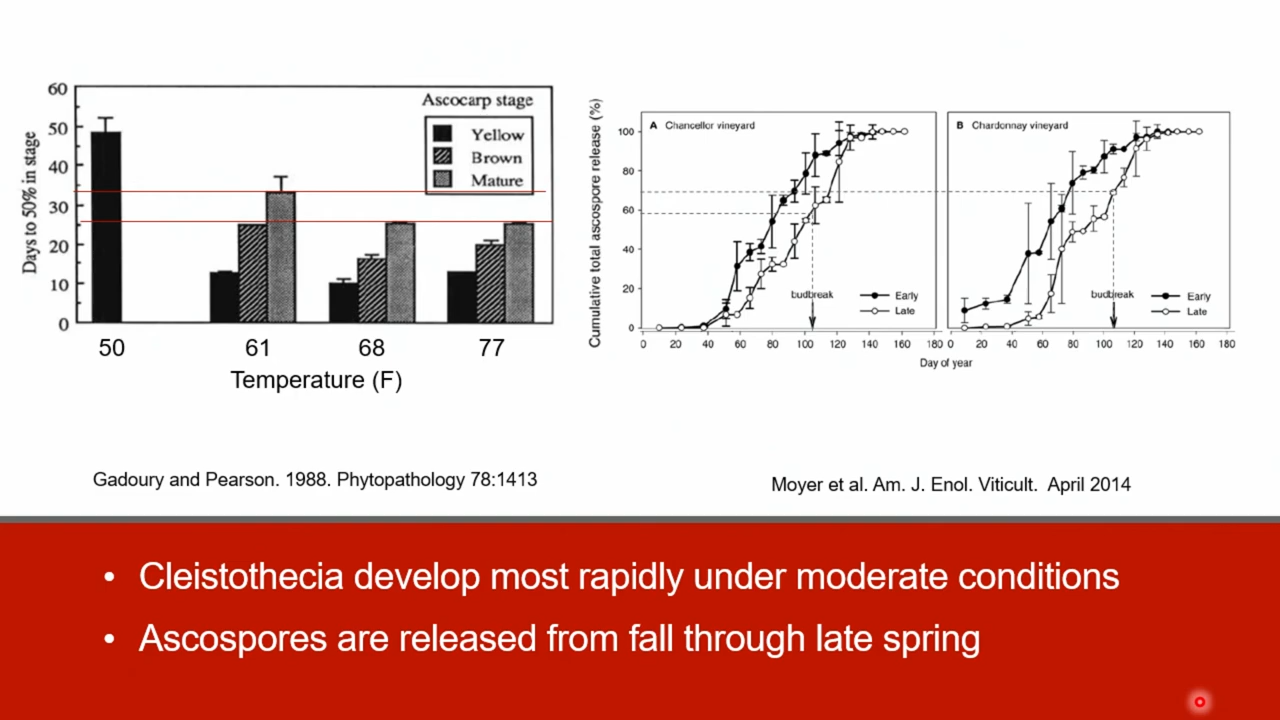 60
50
40
30
20
10
0
Days to 50% in stage
Ascocarp stage
Yellow
Brown
Mature
50 61 68 77
Temperature (F)
Gadoury and Pearson. 1988. Phytopathology 78:1413
Cumulative total ascospore release (%)
100
80
60
40
20
0
A Chancellor vineyard
budbreak
Early
Late
0 20 40 60 80 100 120 140 160 180
B Chardonnay vineyard
budbreak
Early
Late
0 20 40 60 80 100 120 140 160 180
Day of year
Moyer et al. Am. J. Enol. Viticult. April 2014
• Cleistothecia develop most rapidly under moderate conditions
• Ascospores are released from fall through late spring